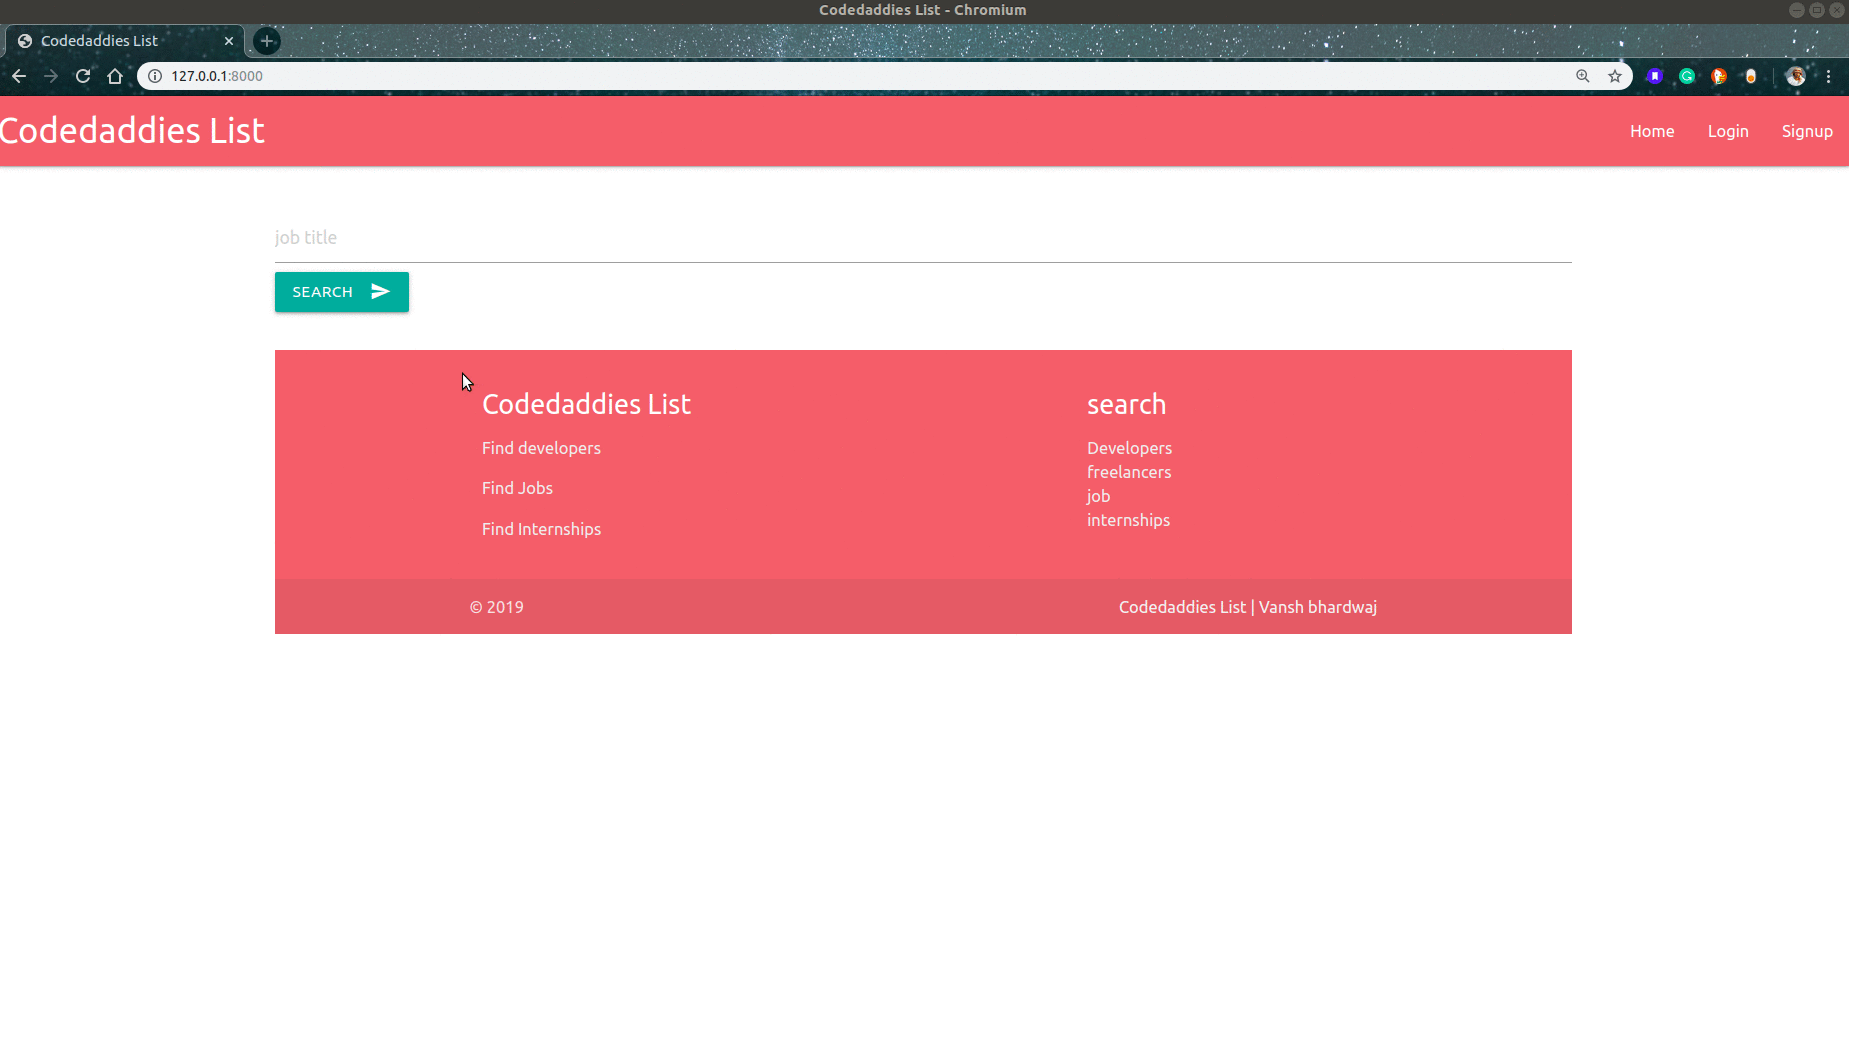 Codedaddies List - Chromium
Codedaddies List
127.0.0.1:8000
Codedaddies List
Home Login Signup
job title
SEARCH
Codedaddies List
Find developers
Find Jobs
Find Internships
search
Developers
freelancers
job
internships
© 2019
Codedaddies List | Vansh bhardwaj